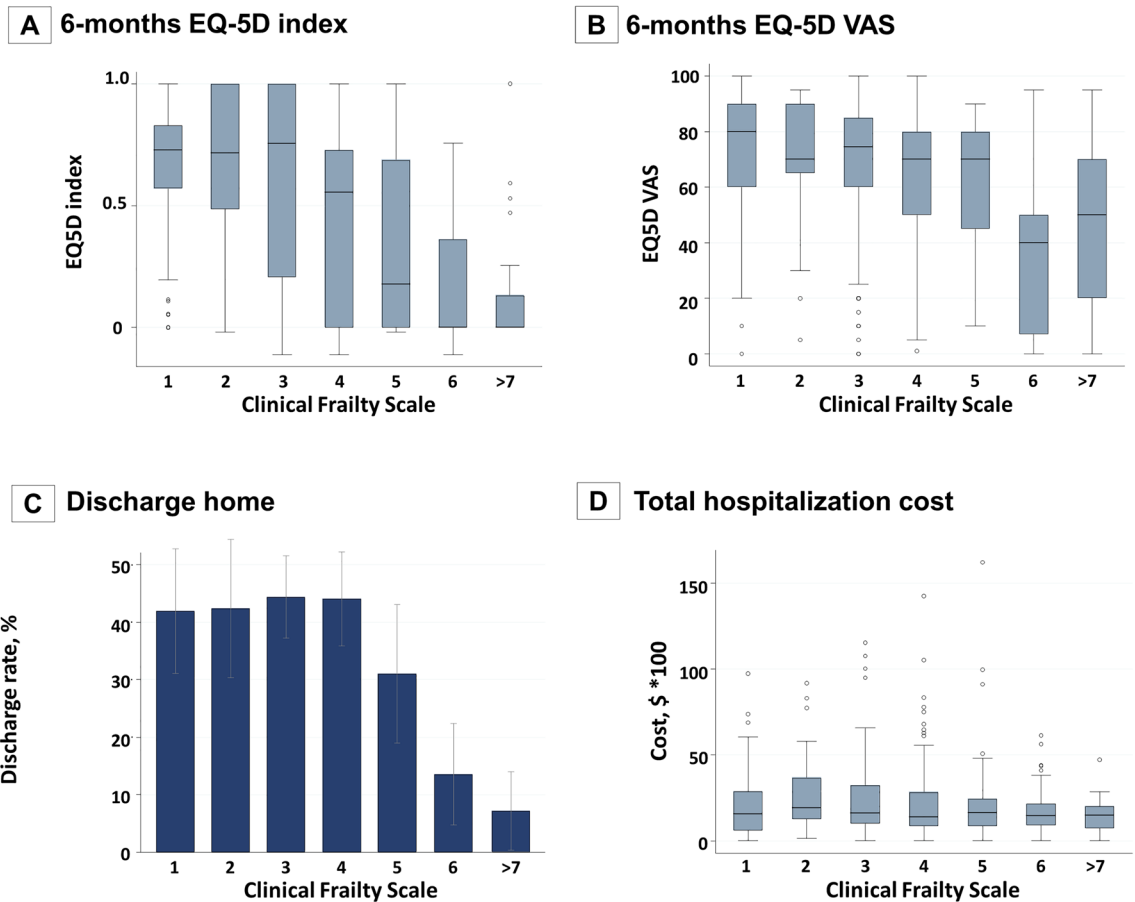 A 6-months EQ-5D index
EQ5D index
1.0
0.5
0
1 2 3 4 5 6 >7
Clinical Frailty Scale
B 6-months EQ-5D VAS
EQ5D VAS
100
80
60
40
20
0
1 2 3 4 5 6 >7
Clinical Frailty Scale
C Discharge home
Discharge rate, %
50
40
30
20
10
0
1 2 3 4 5 6 >7
Clinical Frailty Scale
D Total hospitalization cost
Cost, $ *100
150
100
50
0
1 2 3 4 5 6 >7
Clinical Frailty Scale